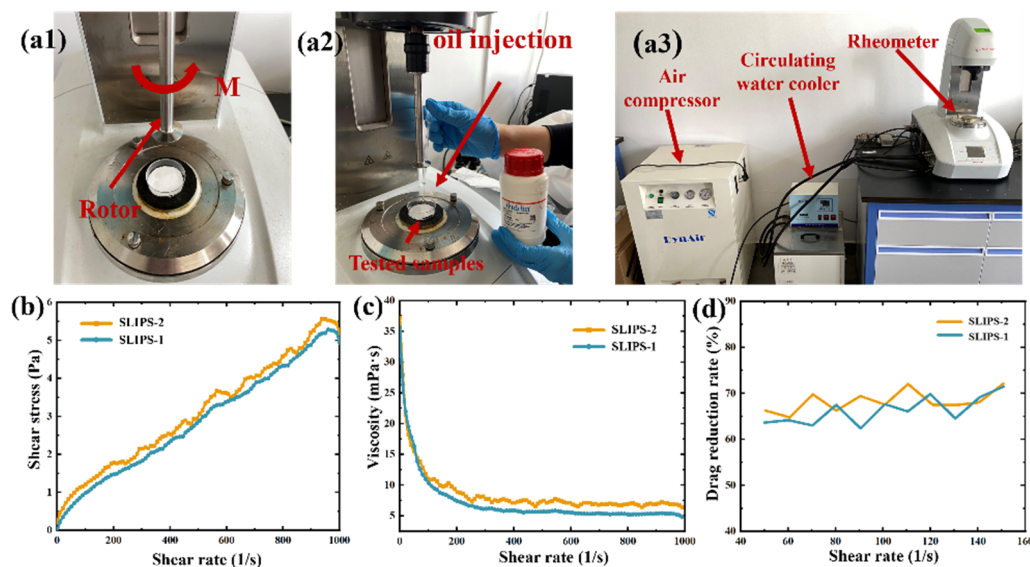 (a1)
M
Rotor
(a2)
oil injection
Tested samples
(a3)
Air
compressor
Circulating
water cooler
Rheometer
DynAir
(b)
SLIPS-2
SLIPS-1
Shear stress (Pa)
6
5
4
3
2
1
0
0 200 400 600 800 1000
Shear rate (1/s)
(c)
SLIPS-2
SLIPS-1
Viscosity (mPa·s)
40
35
30
25
20
15
10
5
0
0 200 400 600 800 1000
Shear rate (1/s)
(d)
SLIPS-2
SLIPS-1
Drag reduction rate (%)
90
80
70
60
50
40
40 60 80 100 120 140 160
Shear rate (1/s)